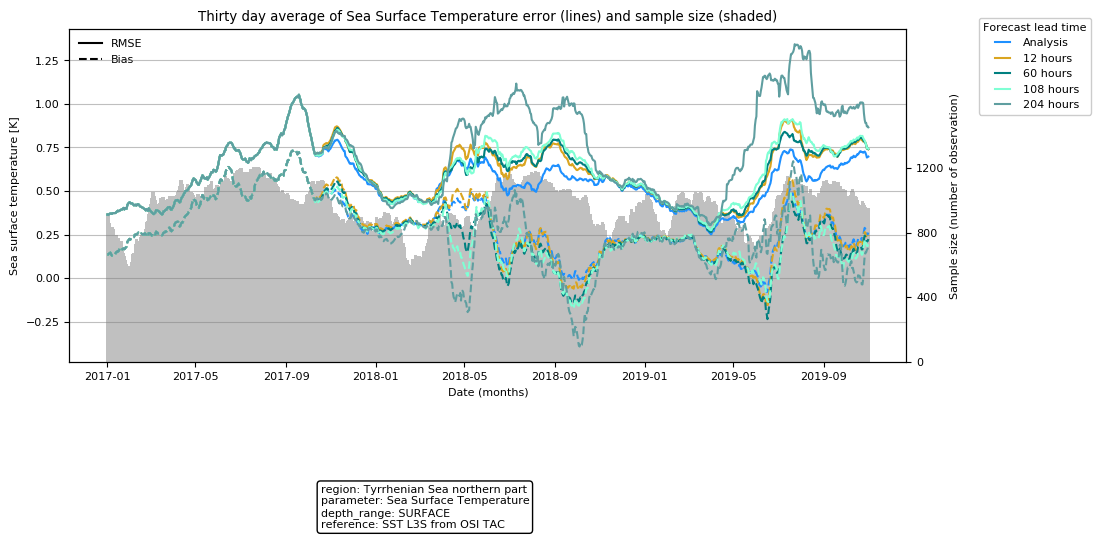 Thirty day average of Sea Surface Temperature error (lines) and sample size (shaded)
Forecast lead time
Analysis
12 hours
60 hours
108 hours
204 hours
RMSE
Bias
Sea surface temperature [K]
1.25
1.00
0.75
0.50
0.25
0.00
−0.25
1200
800
400
0
Sample size (number of observation)
2017-01 2017-05 2017-09 2018-01 2018-05 2018-09 2019-01 2019-05 2019-09
Date (months)
region: Tyrrhenian Sea northern part
parameter: Sea Surface Temperature
depth_range: SURFACE
reference: SST L3S from OSI TAC